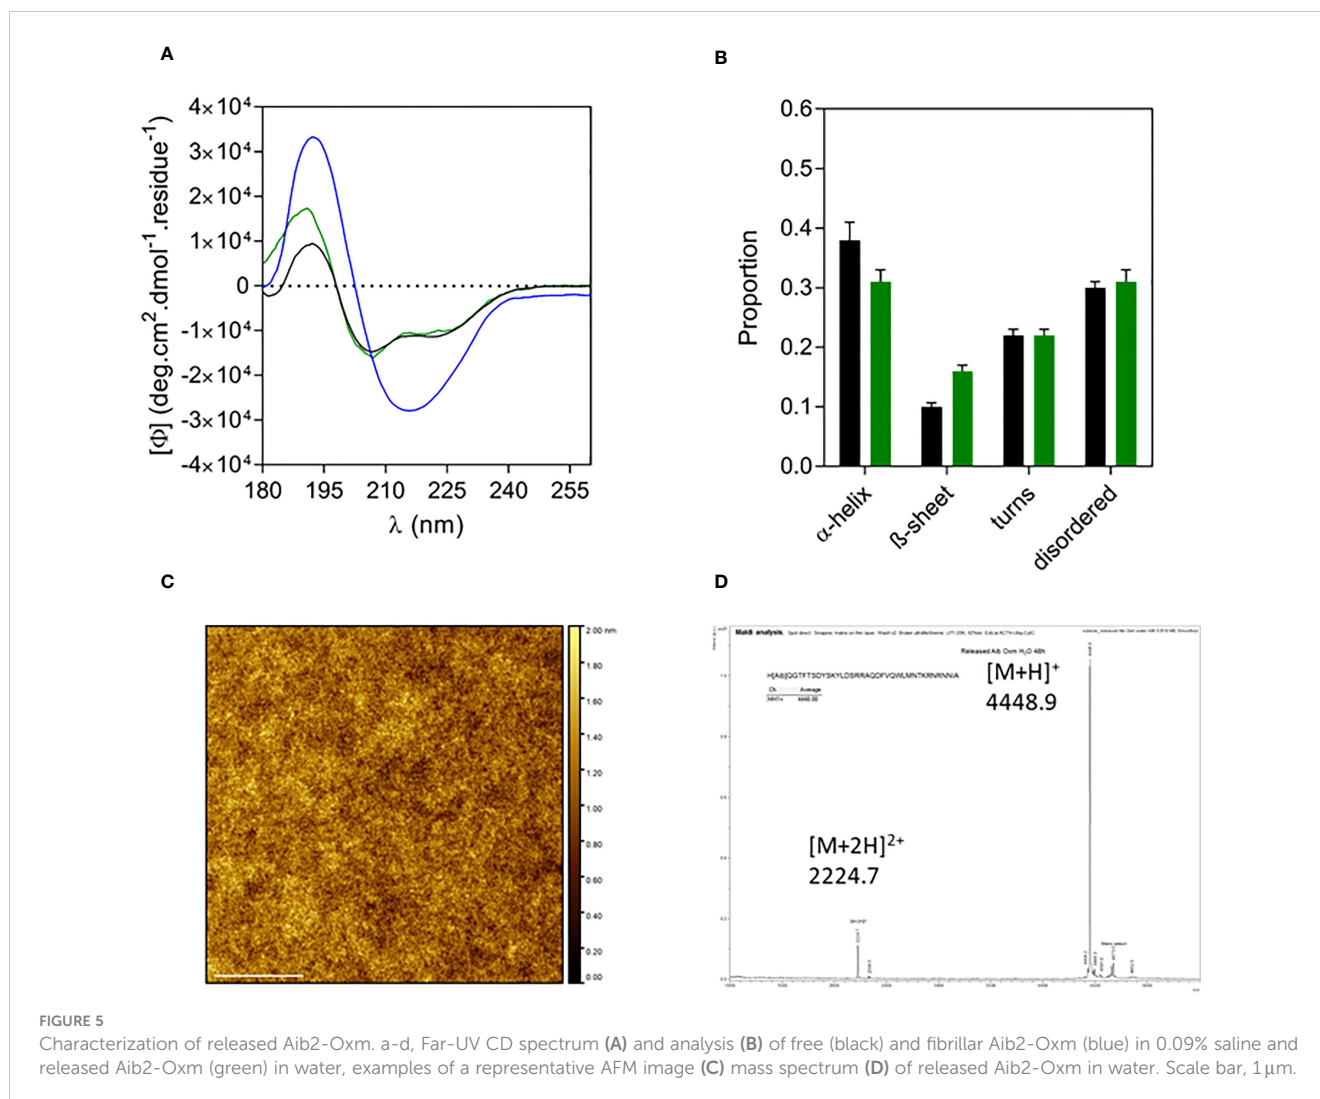 A
B
[Φ] (deg.cm².dmol⁻¹.residue⁻¹)
4×10⁴
3×10⁴
2×10⁴
1×10⁴
0
-1×10⁴
-2×10⁴
-3×10⁴
-4×10⁴
180 195 210 225 240 255
λ (nm)
Proportion
0.6
0.5
0.4
0.3
0.2
0.1
0.0
α-helix
ß-sheet
turns
disordered
C
D
2.00 nm
1.80
1.60
1.40
1.20
1.00
0.80
0.60
0.40
0.20
0.00
Maldi analysis.
Released Aib Oxm H₂O 48h
[M+H]⁺
4448.9
Average
[M+2H]²⁺
2224.7
FIGURE 5
Characterization of released Aib2-Oxm. a-d, Far-UV CD spectrum (A) and analysis (B) of free (black) and fibrillar Aib2-Oxm (blue) in 0.09% saline and
released Aib2-Oxm (green) in water, examples of a representative AFM image (C) mass spectrum (D) of released Aib2-Oxm in water. Scale bar, 1 µm.